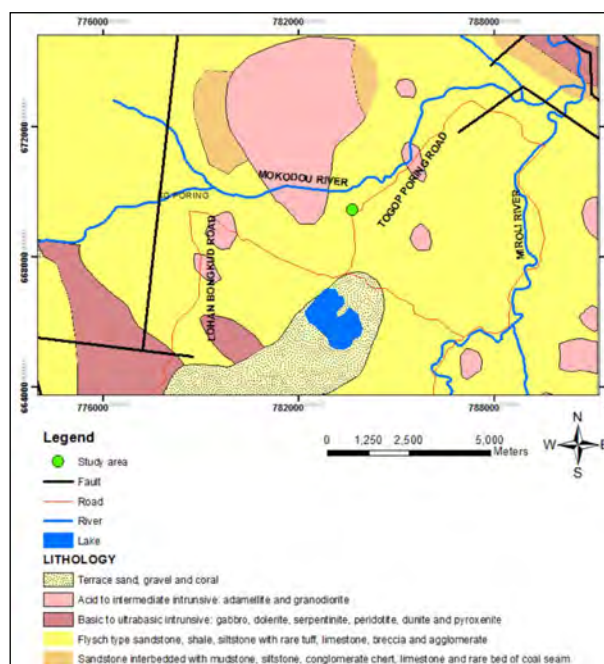 776000 782000 788000
672000 672000
MOKODOU RIVER
TOGOP PORING ROAD
PORING
LOHAN BONGKUD ROAD
MIROLI RIVER
668000 668000
664000 664000
776000 782000 788000
Legend
Study area
Fault
Road
River
Lake
0 1,250 2,500 5,000
Meters
N
W E
S
LITHOLOGY
Terrace sand, gravel and coral
Acid to intermediate intrusive: adamellite and granodiorite
Basic to ultrabasic intrusive: gabbro, dolerite, serpentinite, peridotite, dunite and pyroxenite
Flysch type sandstone, shale, siltstone with rare tuff, limestone, breccia and agglomerate
Sandstone interbedded with mudstone, siltstone, conglomerate chert, limestone and rare bed of coal seam